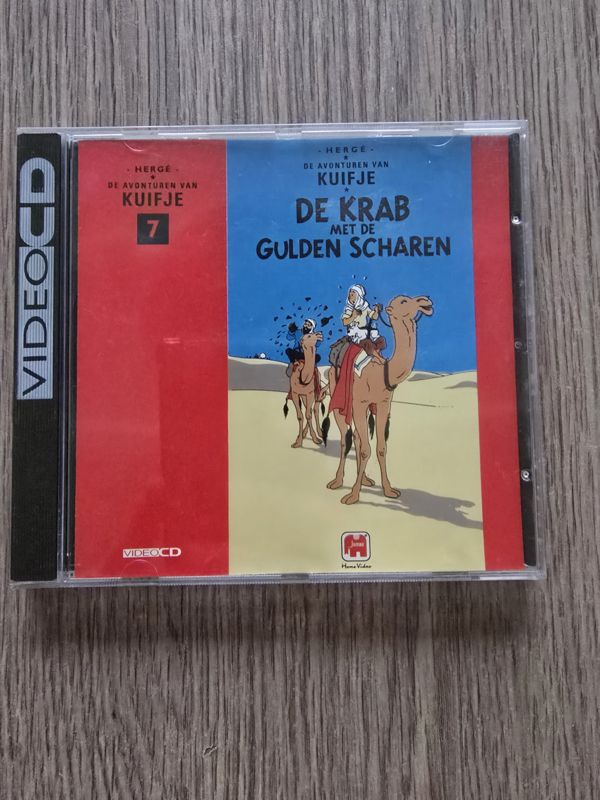 VIDEOCD
- HERGÉ -
DE AVONTUREN VAN
KUIFJE
7
VIDEOCD
- HERGÉ -
DE AVONTUREN VAN
KUIFJE
DE KRAB
MET DE
GULDEN SCHAREN
Jumbo
Home Video